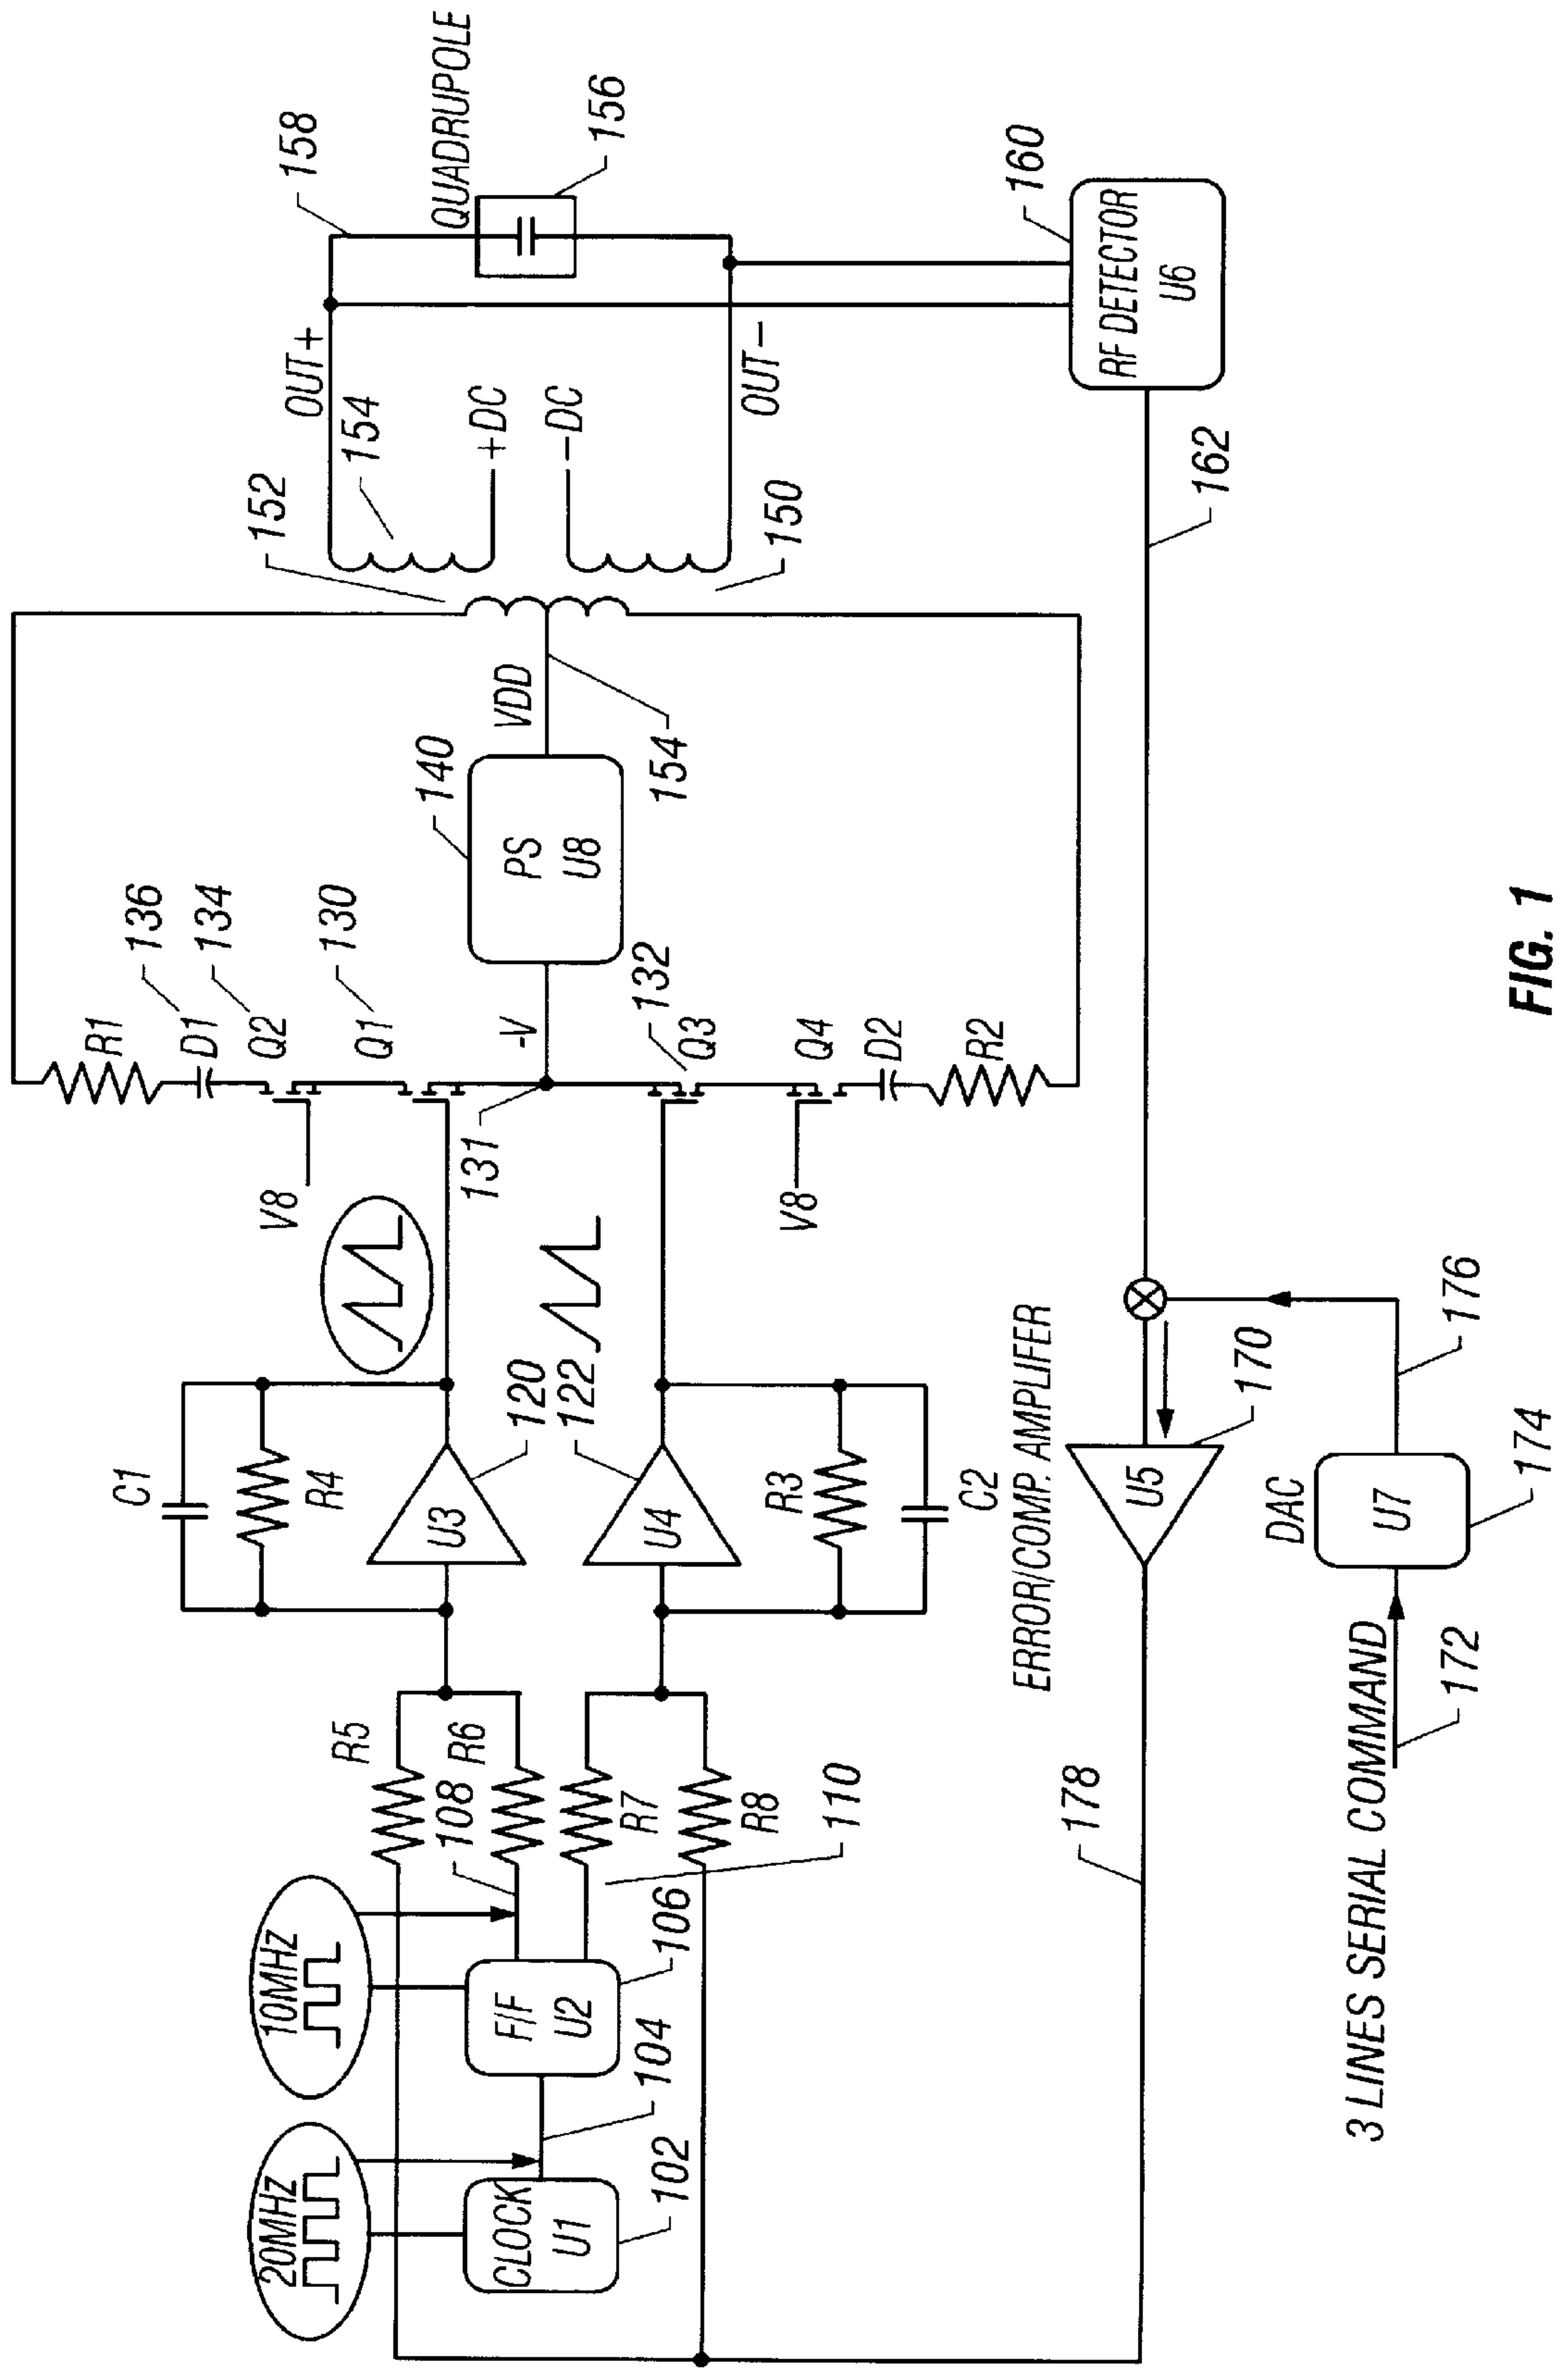 20MHZ
10MHZ
CLOCK
U1
102
104
F/F
U2
106
108
110
R5
R6
R7
R8
C1
R4
U3
120
122
U4
R3
C2
V8
V8
131
R1
D1
136
Q2
134
Q1
130
-V
132
Q3
Q4
D2
R2
PS
U8
140
VDD
154
152
150
154
OUT+
+DC
-DC
OUT-
158
QUADRUPOLE
156
160
RF DETECTOR
U6
162
ERROR/COMP. AMPLIFER
U5
170
178
DAC
U7
174
176
3 LINES SERIAL COMMAND
172
FIG. 1